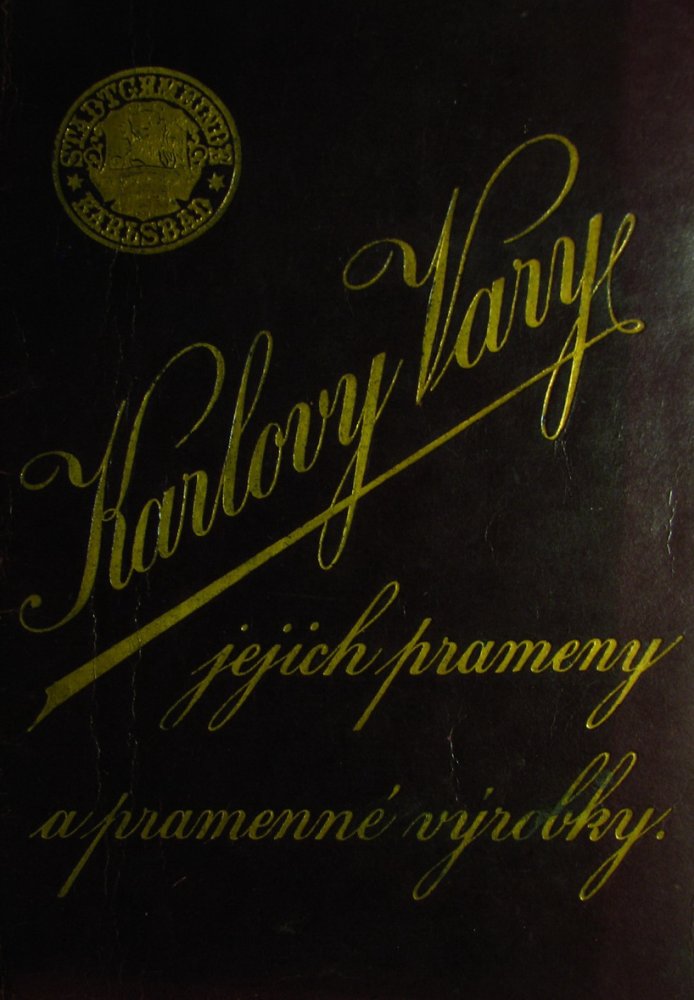 STADTGEMEINDE
KARLSBAD
Karlovy Vary
jejich prameny
a pramenné výrobky.